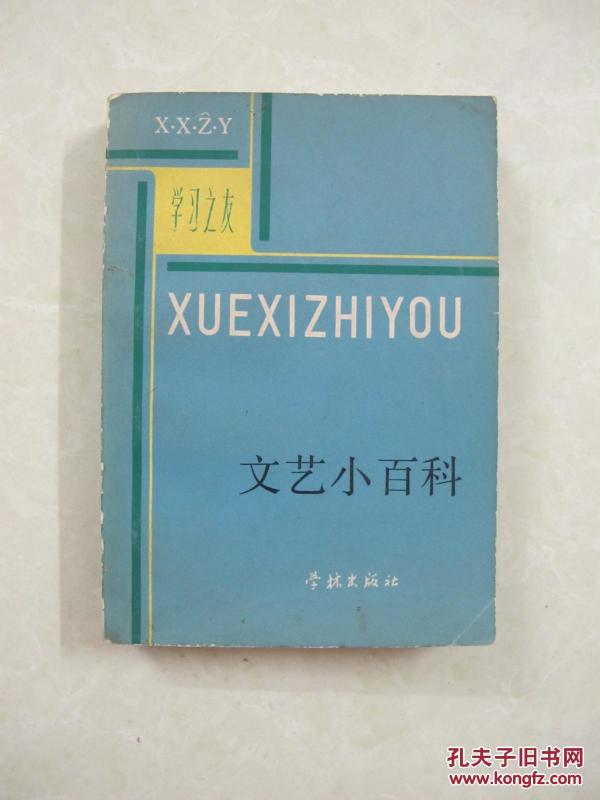 X·X·Ẑ·Y
学习之友
XUEXIZHIYOU
文艺小百科
学林出版社
孔夫子旧书网
www.kongfz.com